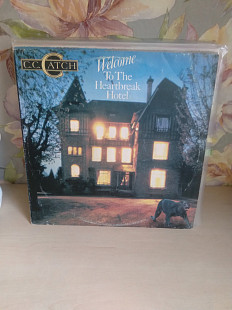 C.C. CATCH
Welcome
To The
Heartbreak
Hotel